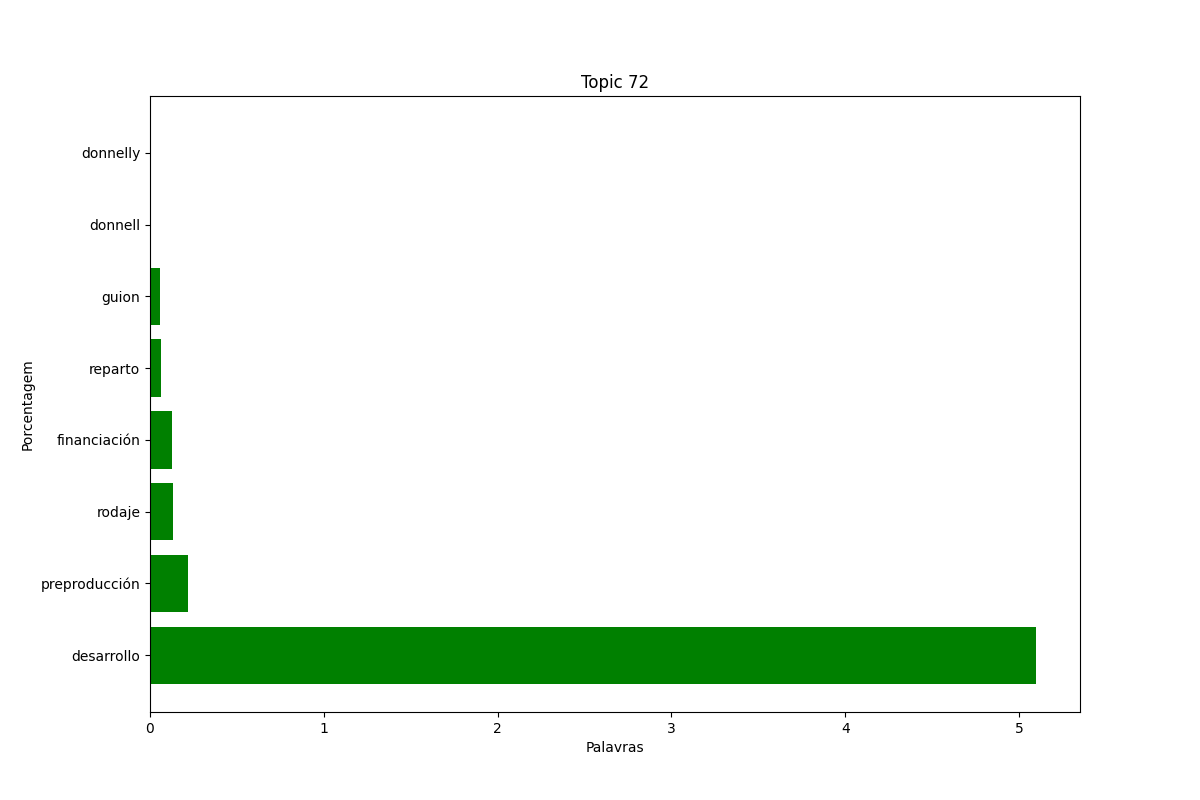 Topic 72
donnelly
donnell
guion
reparto
financiación
rodaje
preproducción
desarrollo
Porcentagem
0 1 2 3 4 5
Palavras